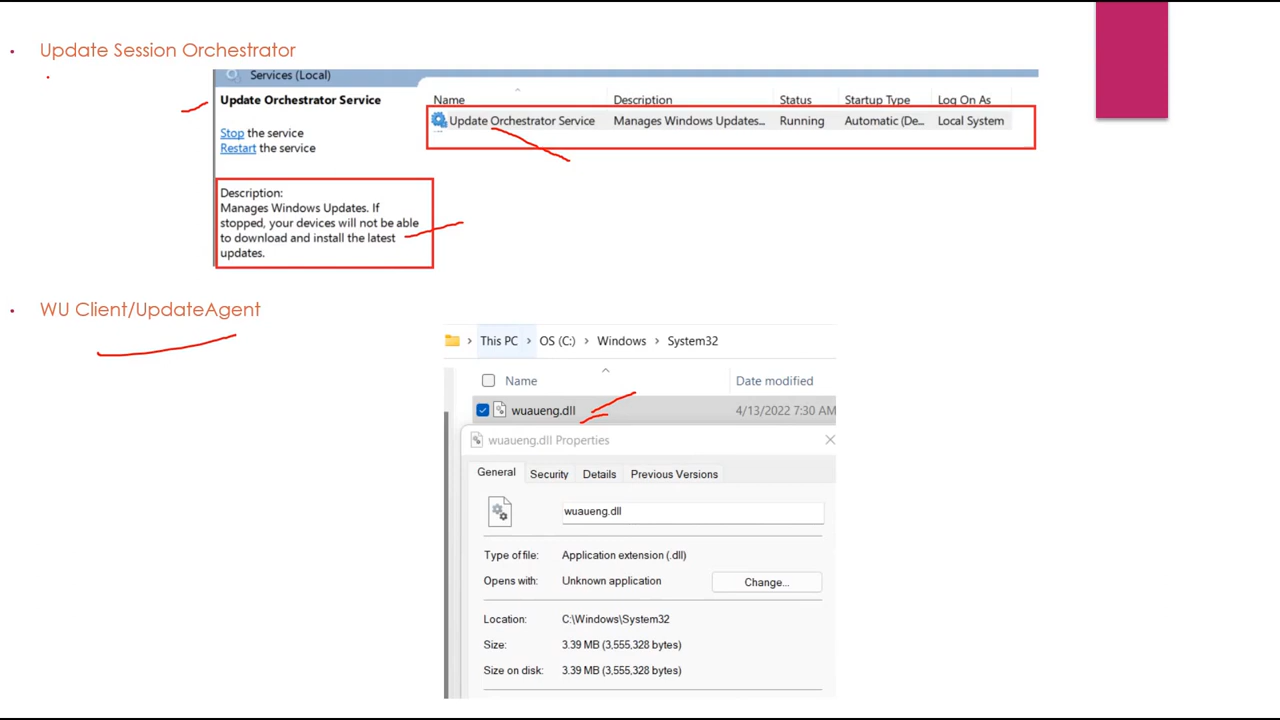 Update Session Orchestrator
Services (Local)
Update Orchestrator Service
Stop the service
Restart the service
Description:
Manages Windows Updates. If
stopped, your devices will not be able
to download and install the latest
updates.
Name Description Status Startup Type Log On As
Update Orchestrator Service Manages Windows Updates... Running Automatic (De... Local System
WU Client/UpdateAgent
This PC > OS (C:) > Windows > System32
Name Date modified
wuaueng.dll 4/13/2022 7:30 AM
wuaueng.dll Properties
General Security Details Previous Versions
wuaueng.dll
Type of file: Application extension (.dll)
Opens with: Unknown application Change...
Location: C:\Windows\System32
Size: 3.39 MB (3,555,328 bytes)
Size on disk: 3.39 MB (3,555,328 bytes)